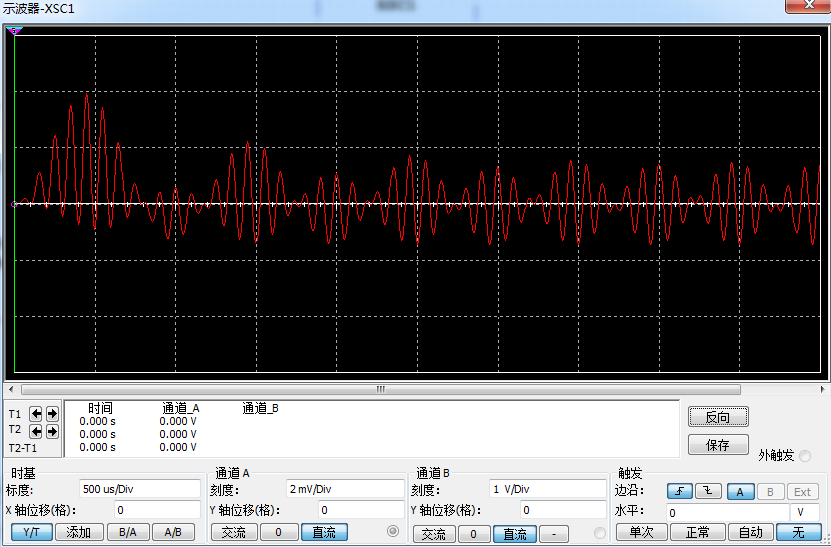 示波器-XSC1
T1
T2
T2-T1
时间 通道_A 通道_B
0.000 s 0.000 V
0.000 s 0.000 V
0.000 s 0.000 V
反向
保存
外触发
时基
标度： 500 us/Div
X 轴位移(格)： 0
Y/T 添加 B/A A/B
通道 A
刻度： 2 mV/Div
Y 轴位移(格)： 0
交流 0 直流
通道 B
刻度： 1 V/Div
Y 轴位移(格)： 0
交流 0 直流 -
触发
边沿： A B Ext
水平： 0 V
单次 正常 自动 无